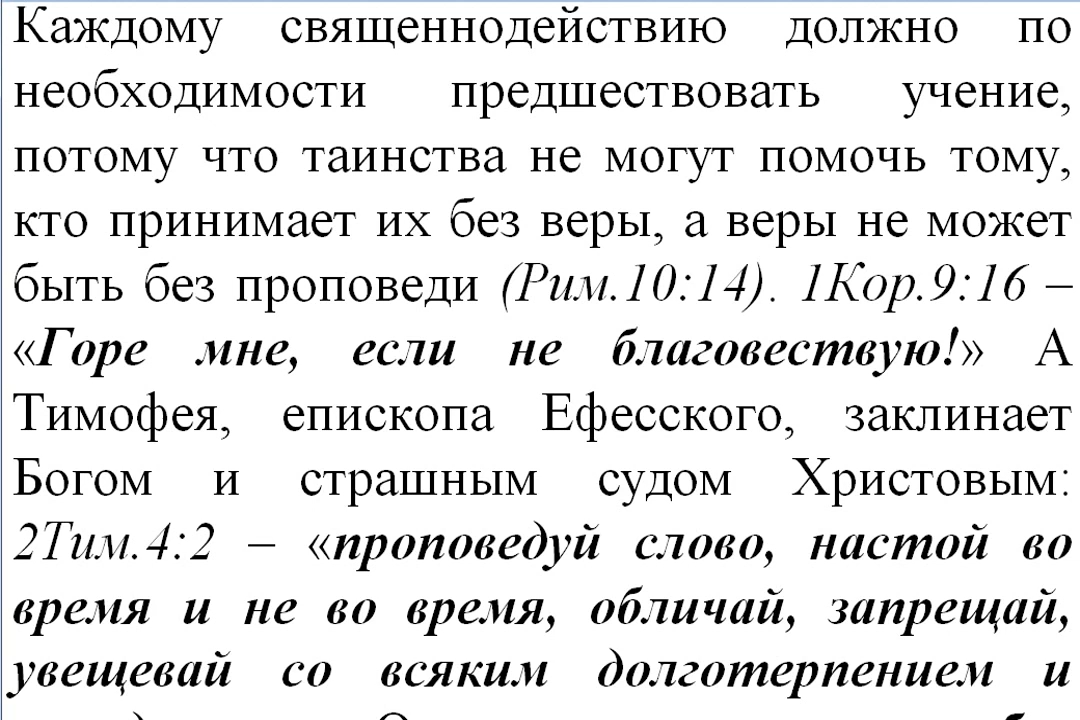 Каждому священнодействию должно по
необходимости предшествовать учение,
потому что таинства не могут помочь тому,
кто принимает их без веры, а веры не может
быть без проповеди (Рим.10:14). 1Кор.9:16 –
«Горе мне, если не благовествую!» А
Тимофея, епископа Ефесского, заклинает
Богом и страшным судом Христовым:
2Тим.4:2 – «проповедуй слово, настой во
время и не во время, обличай, запрещай,
увещевай со всяким долготерпением и